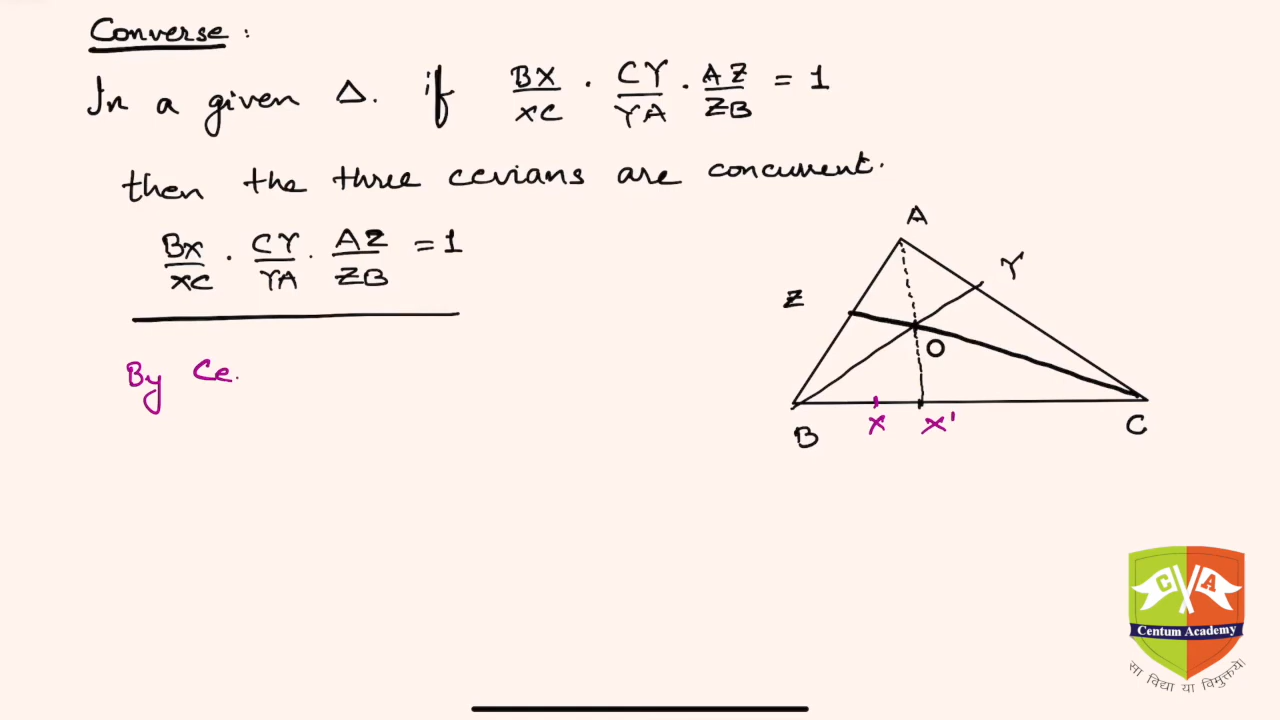 Converse :
In a given Δ. if BX/XC · CY/YA · AZ/ZB = 1
then the three cevians are concurrent.
BX/XC · CY/YA · AZ/ZB = 1
By Ce.
A
Y
Z
O
B X X' C
C A
Centum Academy
सा विद्या या विमुक्तये।